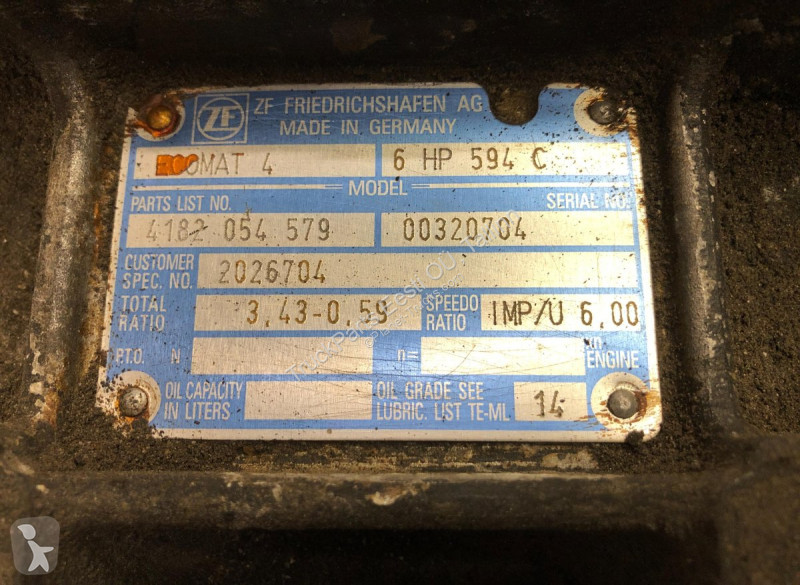 ZF ZF FRIEDRICHSHAFEN AG
MADE IN GERMANY
ECOMAT 4 6 HP 594 C
MODEL
PARTS LIST NO. SERIAL NO.
4182 054 579 00320704
CUSTOMER
SPEC. NO. 2026704
TOTAL
RATIO 3,43-0,59 SPEEDO
RATIO IMP/U 6,00
P.T.O. N n= ENGINE
OIL CAPACITY
IN LITERS OIL GRADE SEE
LUBRIC. LIST TE-ML 14